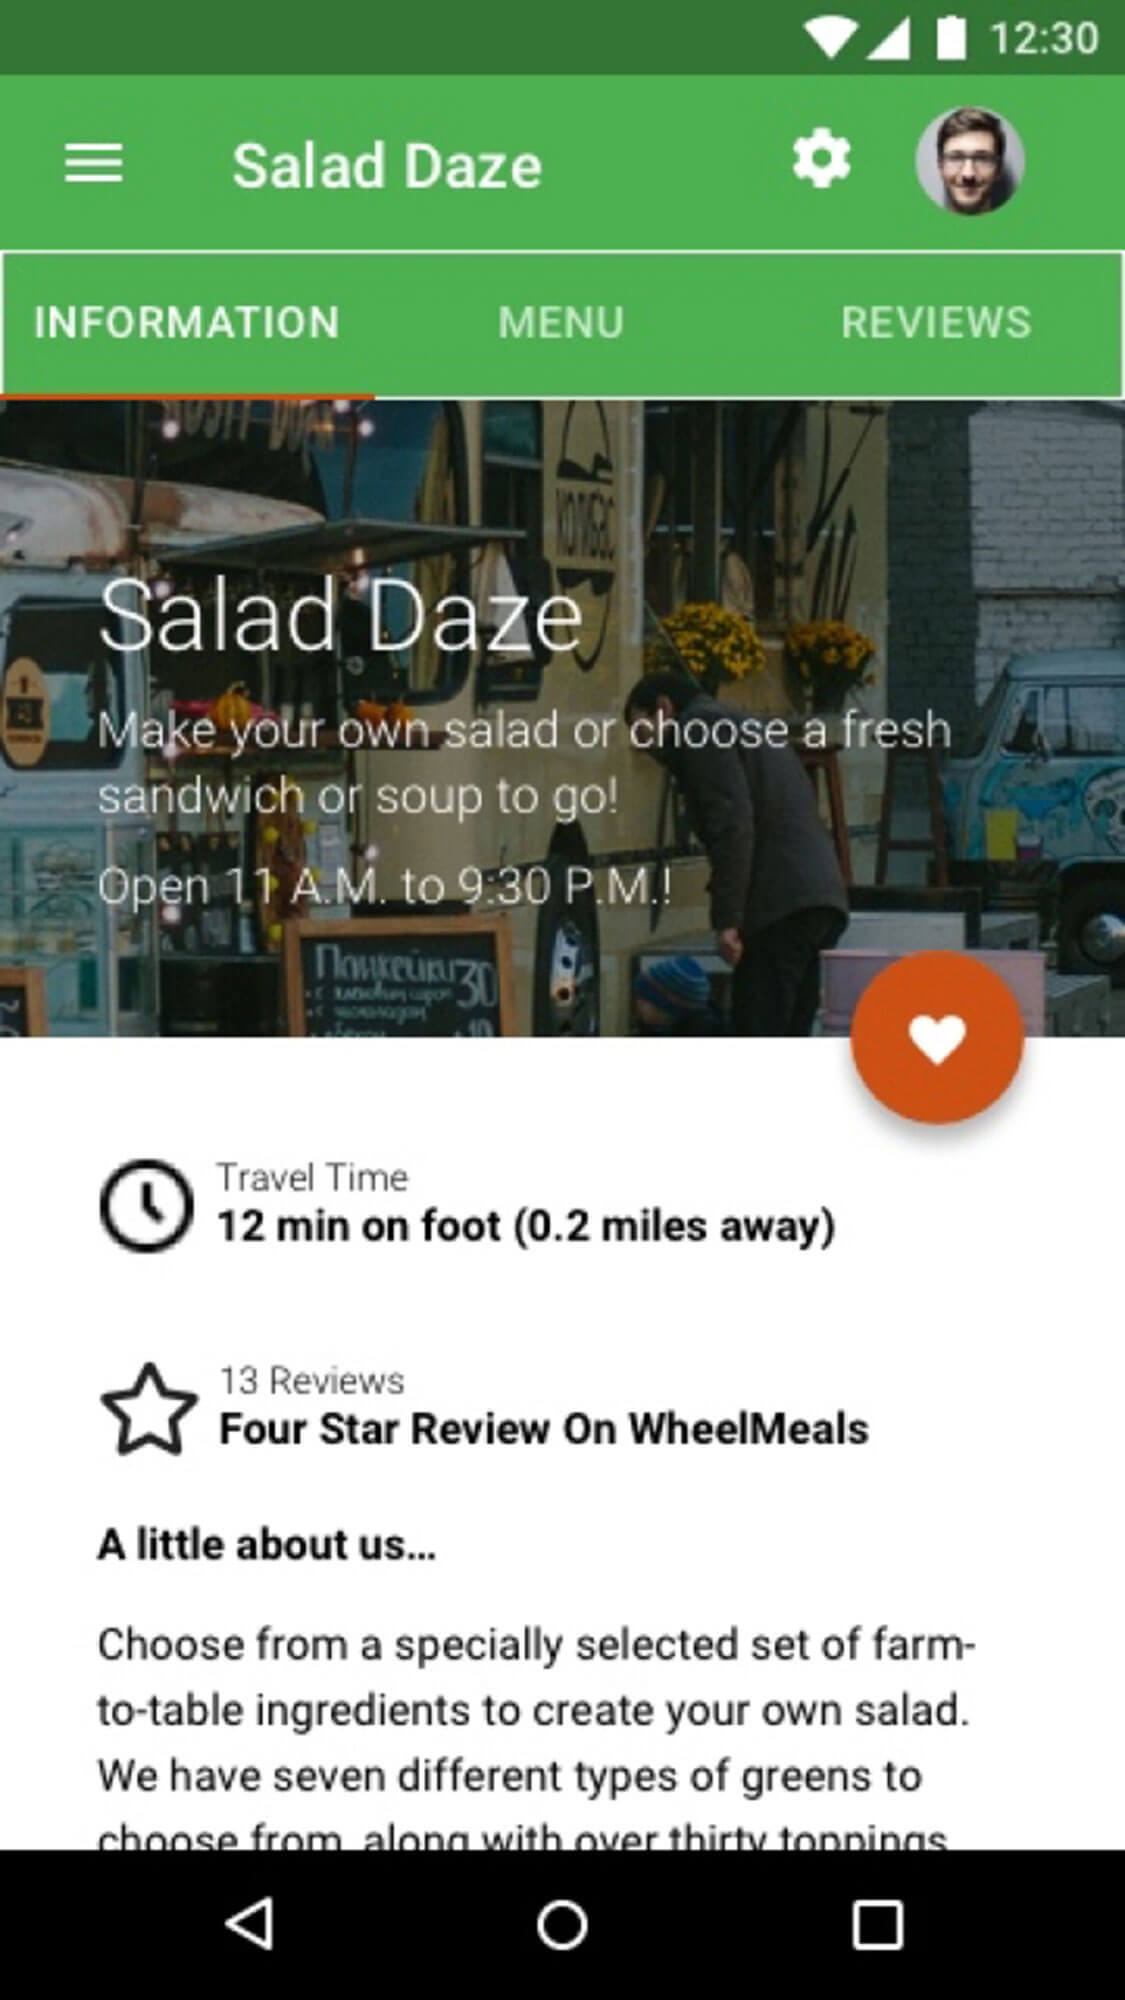 12:30
Salad Daze
INFORMATION
MENU
REVIEWS
Salad Daze
Make your own salad or choose a fresh
sandwich or soup to go!
Open 11 A.M. to 9:30 P.M.!
30
Travel Time
12 min on foot (0.2 miles away)
13 Reviews
Four Star Review On WheelMeals
A little about us...
Choose from a specially selected set of farm-
to-table ingredients to create your own salad.
We have seven different types of greens to
choose from, along with over thirty toppings